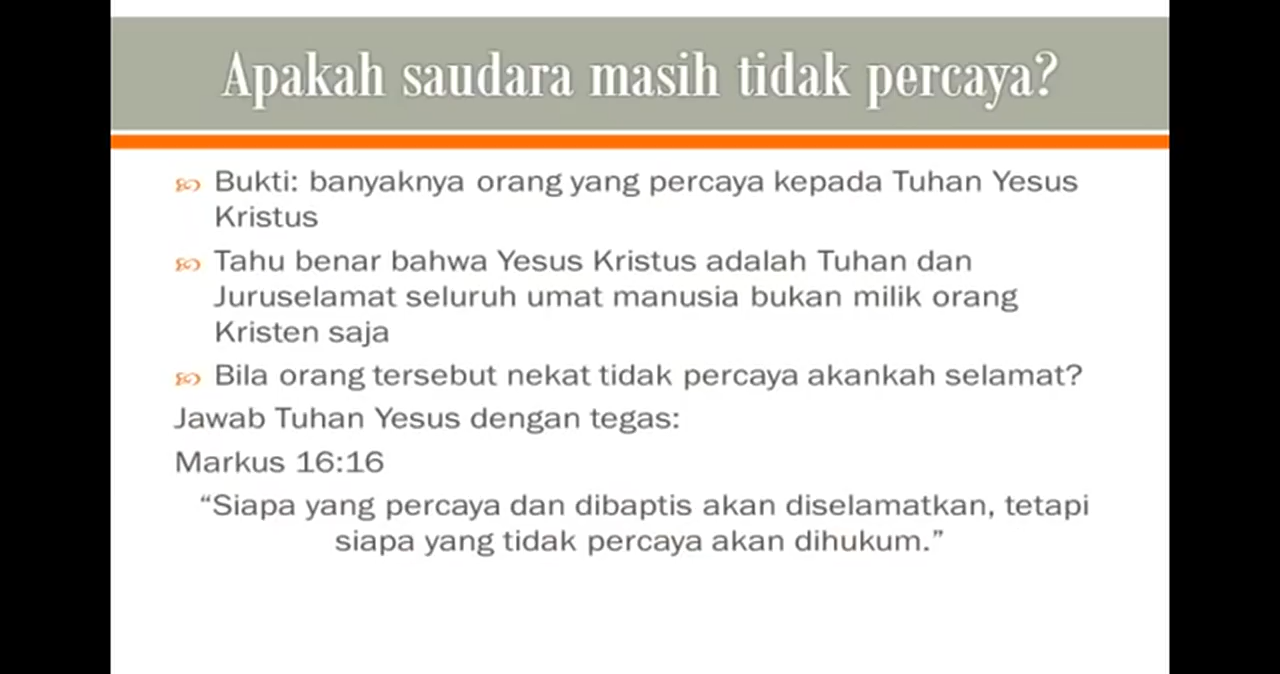 Apakah saudara masih tidak percaya?
Bukti: banyaknya orang yang percaya kepada Tuhan Yesus
Kristus
Tahu benar bahwa Yesus Kristus adalah Tuhan dan
Juruselamat seluruh umat manusia bukan milik orang
Kristen saja
Bila orang tersebut nekat tidak percaya akankah selamat?
Jawab Tuhan Yesus dengan tegas:
Markus 16:16
“Siapa yang percaya dan dibaptis akan diselamatkan, tetapi
siapa yang tidak percaya akan dihukum.”